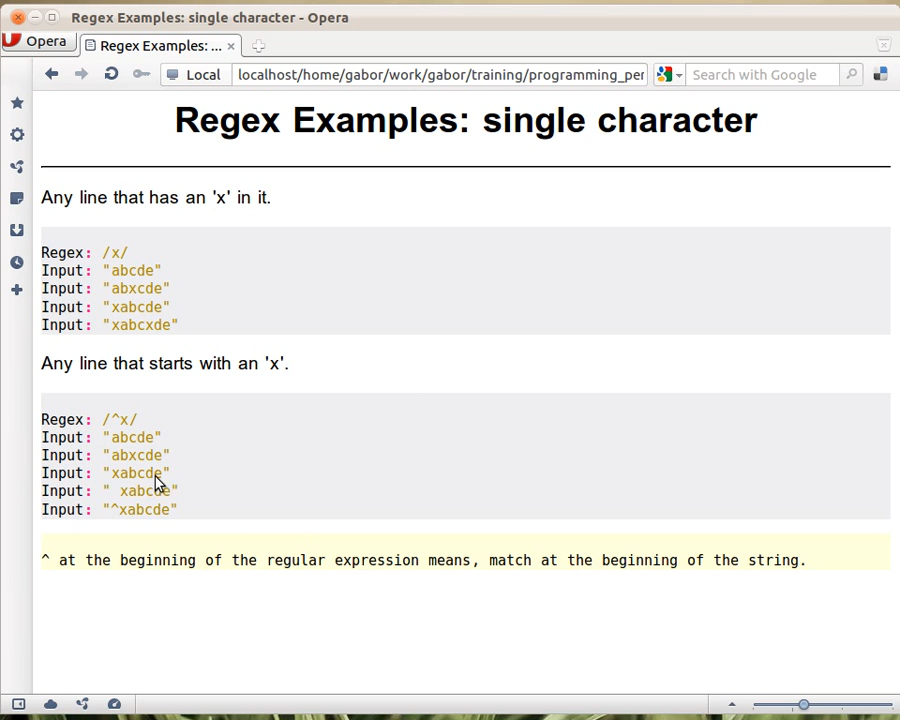 Regex Examples: single character - Opera
Opera
Regex Examples: ...
Local
localhost/home/gabor/work/gabor/training/programming_per
Search with Google
Regex Examples: single character
Any line that has an 'x' in it.
Regex: /x/
Input: "abcde"
Input: "abxcde"
Input: "xabcde"
Input: "xabcxde"
Any line that starts with an 'x'.
Regex: /^x/
Input: "abcde"
Input: "abxcde"
Input: "xabcde"
Input: " xabcde"
Input: "^xabcde"
^ at the beginning of the regular expression means, match at the beginning of the string.